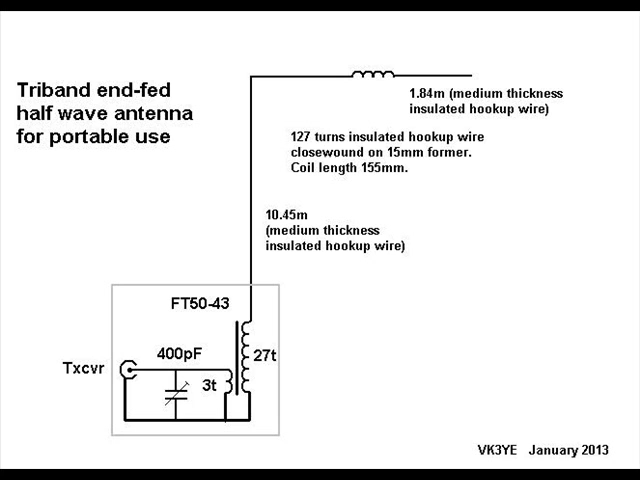 Triband end-fed
half wave antenna
for portable use
1.84m (medium thickness
insulated hookup wire)
127 turns insulated hookup wire
closewound on 15mm former.
Coil length 155mm.
10.45m
(medium thickness
insulated hookup wire)
FT50-43
400pF
27t
Txcvr
3t
VK3YE January 2013